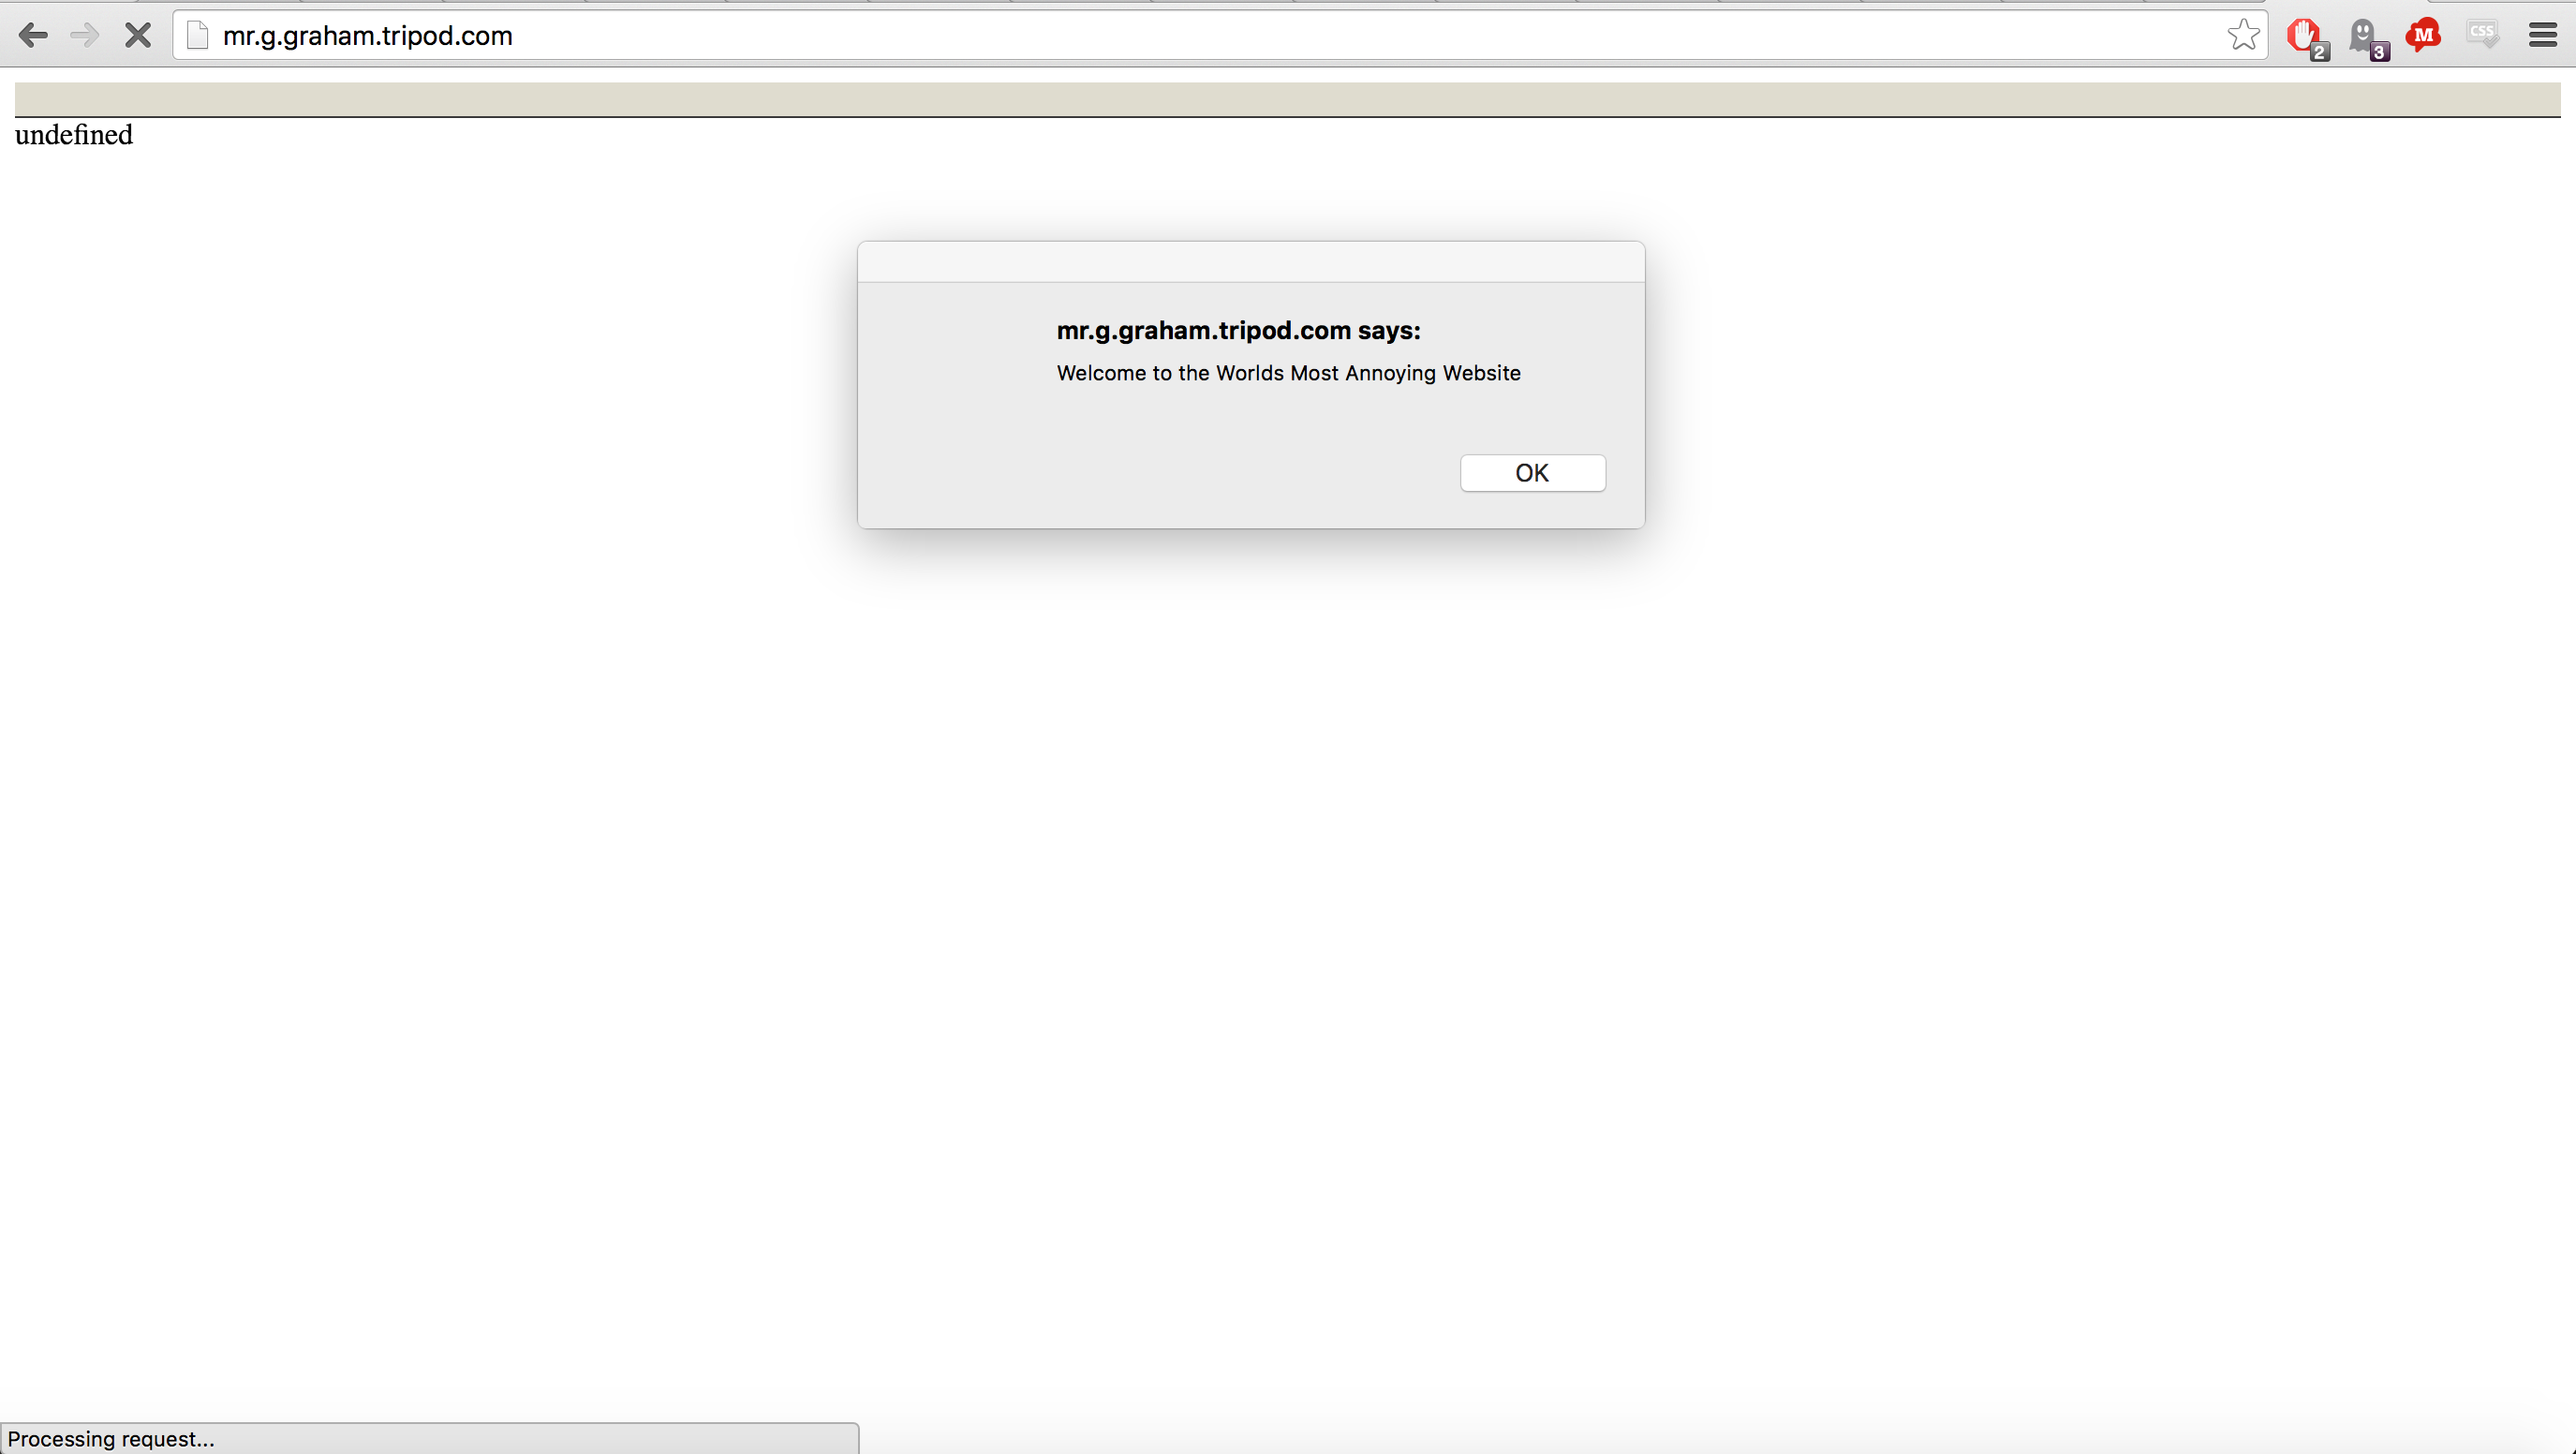 mr.g.graham.tripod.com
2
3
M
CSS
undefined
mr.g.graham.tripod.com says:
Welcome to the Worlds Most Annoying Website
OK
Processing request...